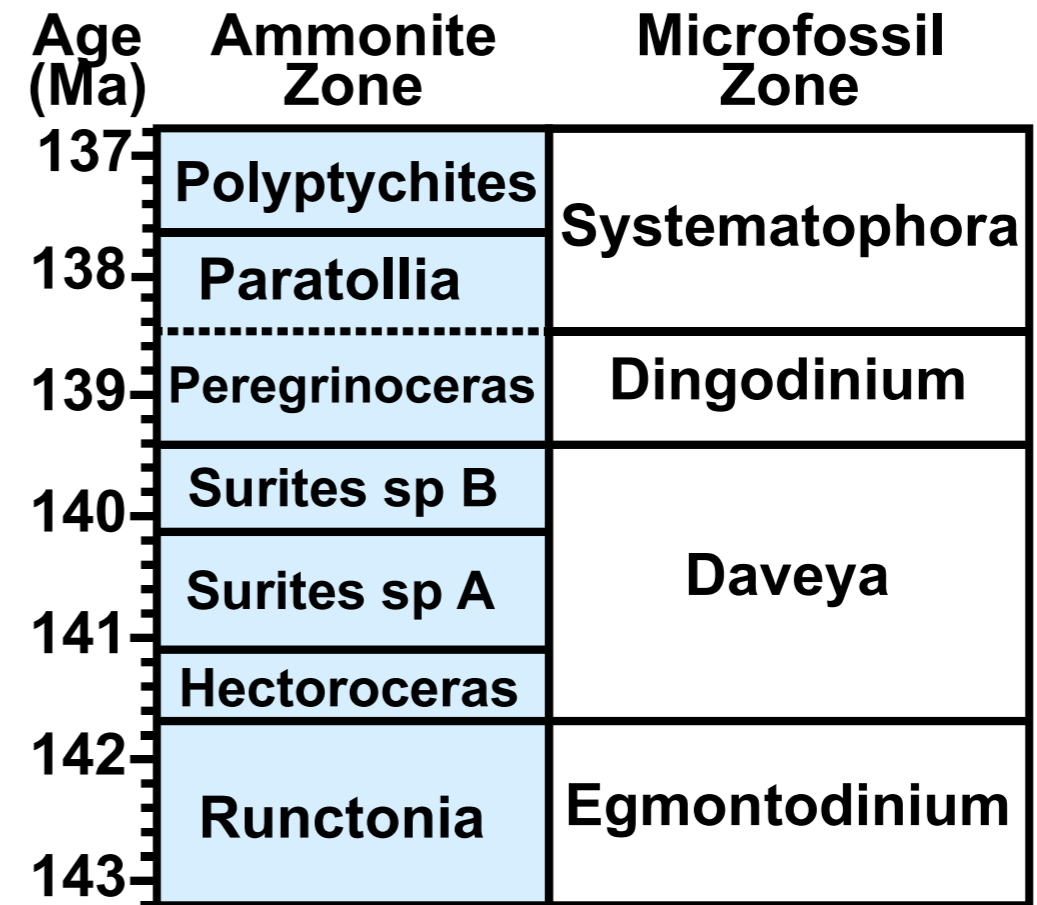 Age
(Ma)
Ammonite
Zone
Microfossil
Zone
137
138
139
140
141
142
143
Polyptychites
Paratollia
Peregrinoceras
Surites sp B
Surites sp A
Hectoroceras
Runctonia
Systematophora
Dingodinium
Daveya
Egmontodinium